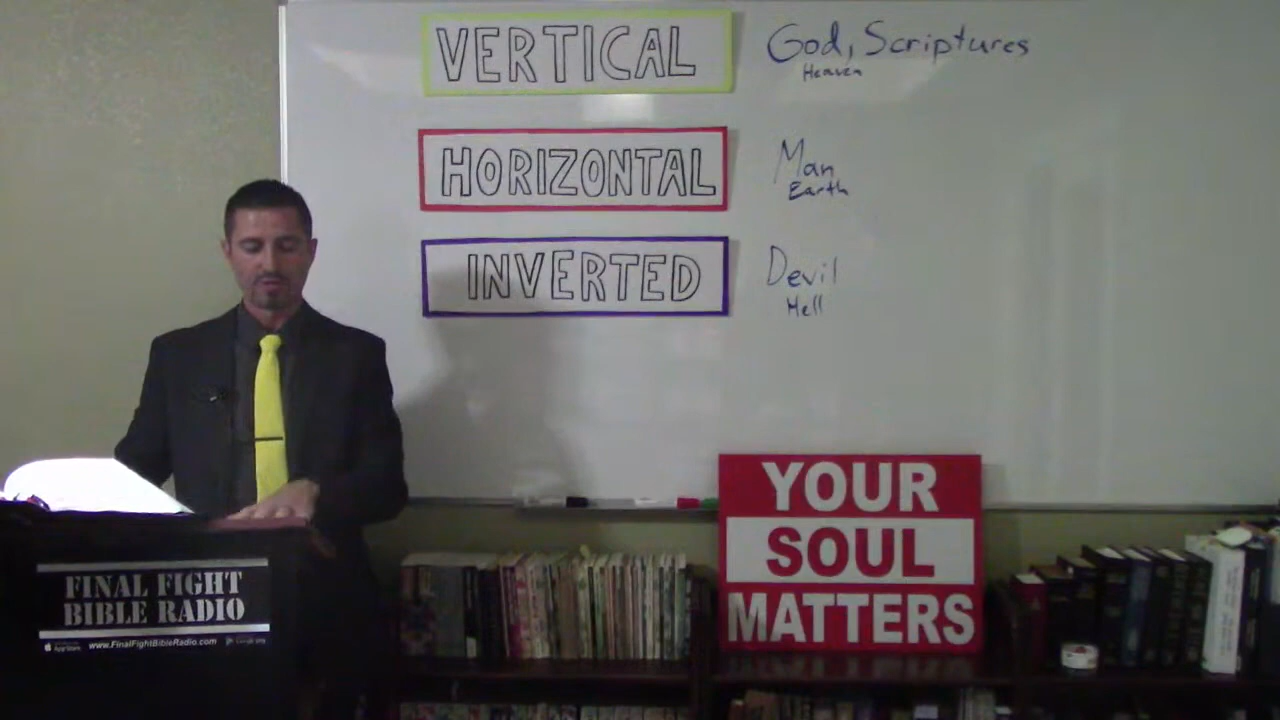 VERTICAL
God, Scriptures
Heaven
HORIZONTAL
Man
Earth
INVERTED
Devil
Hell
YOUR
SOUL
MATTERS
FINAL FIGHT
BIBLE RADIO
www.FinalFightBibleRadio.com